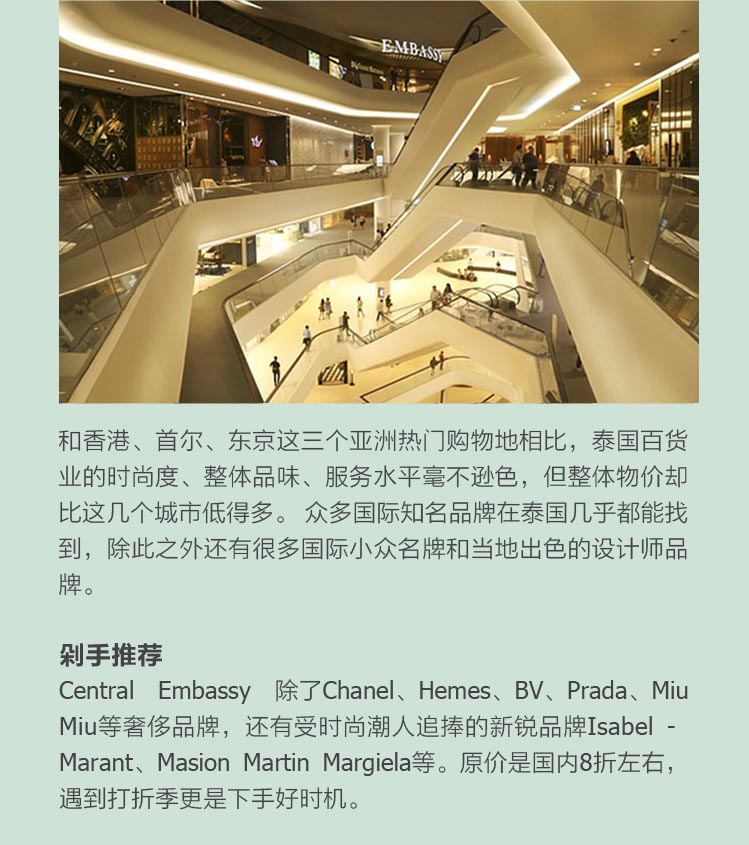 EMBASSY
和香港、首尔、东京这三个亚洲热门购物地相比，泰国百货
业的时尚度、整体品味、服务水平毫不逊色，但整体物价却
比这几个城市低得多。 众多国际知名品牌在泰国几乎都能找
到，除此之外还有很多国际小众名牌和当地出色的设计师品
牌。
剁手推荐
Central Embassy 除了Chanel、Hemes、BV、Prada、Miu
Miu等奢侈品牌，还有受时尚潮人追捧的新锐品牌Isabel -
Marant、Masion Martin Margiela等。原价是国内8折左右，
遇到打折季更是下手好时机。